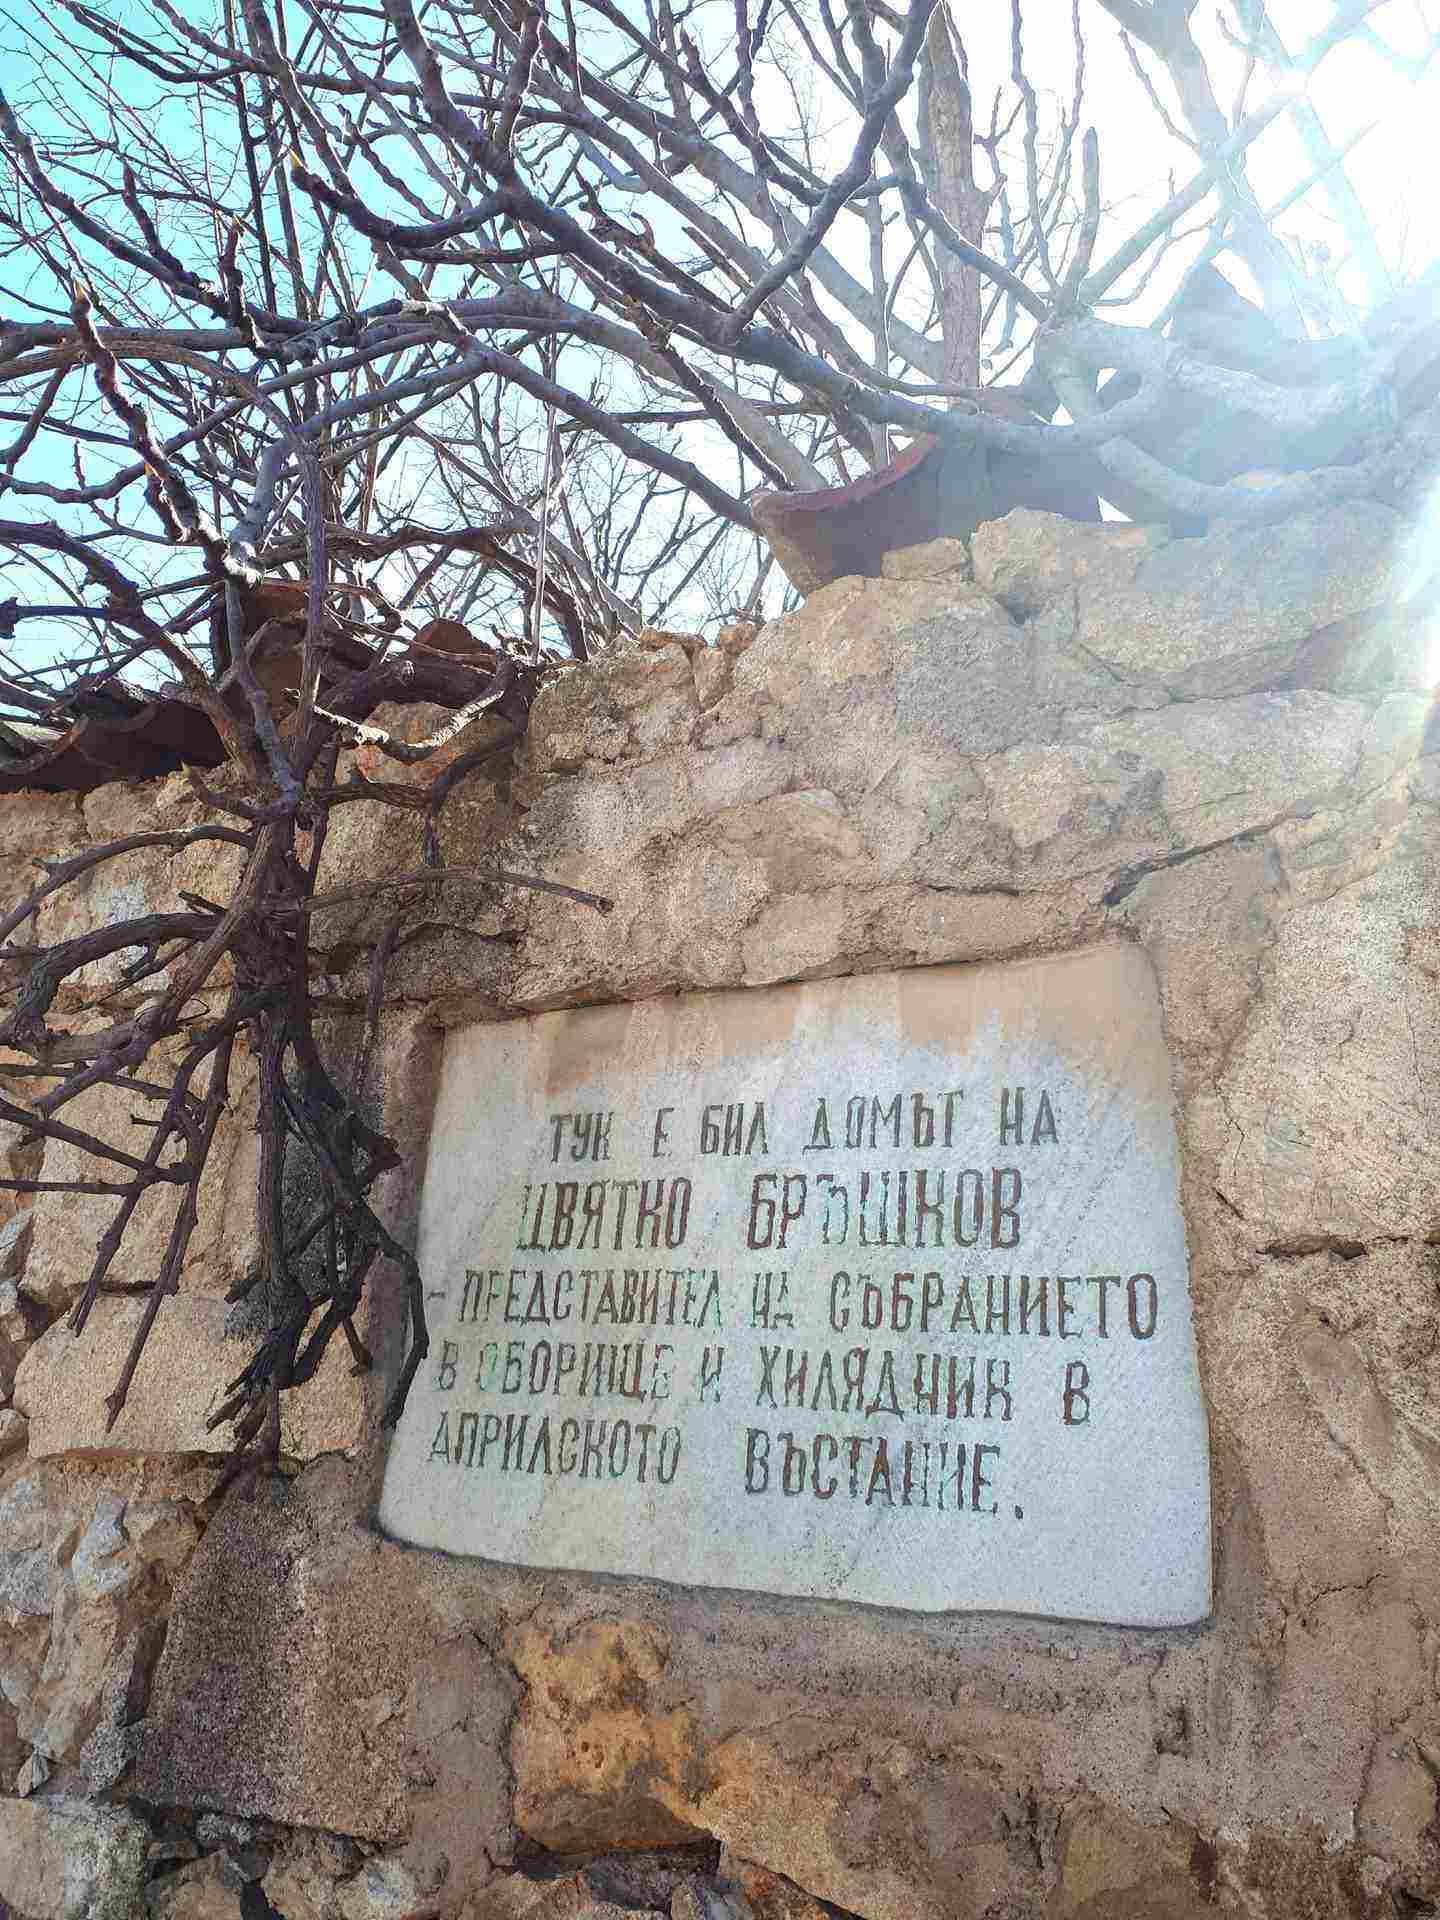 ТУК Е БИЛ ДОМЪТ НА
ЦВЯТКО БРЪШКОВ
- ПРЕДСТАВИТЕЛ НА СЪБРАНИЕТО
В ОБОРИЩЕ И ХИЛЯДНИК В
АПРИЛСКОТО ВЪСТАНИЕ.